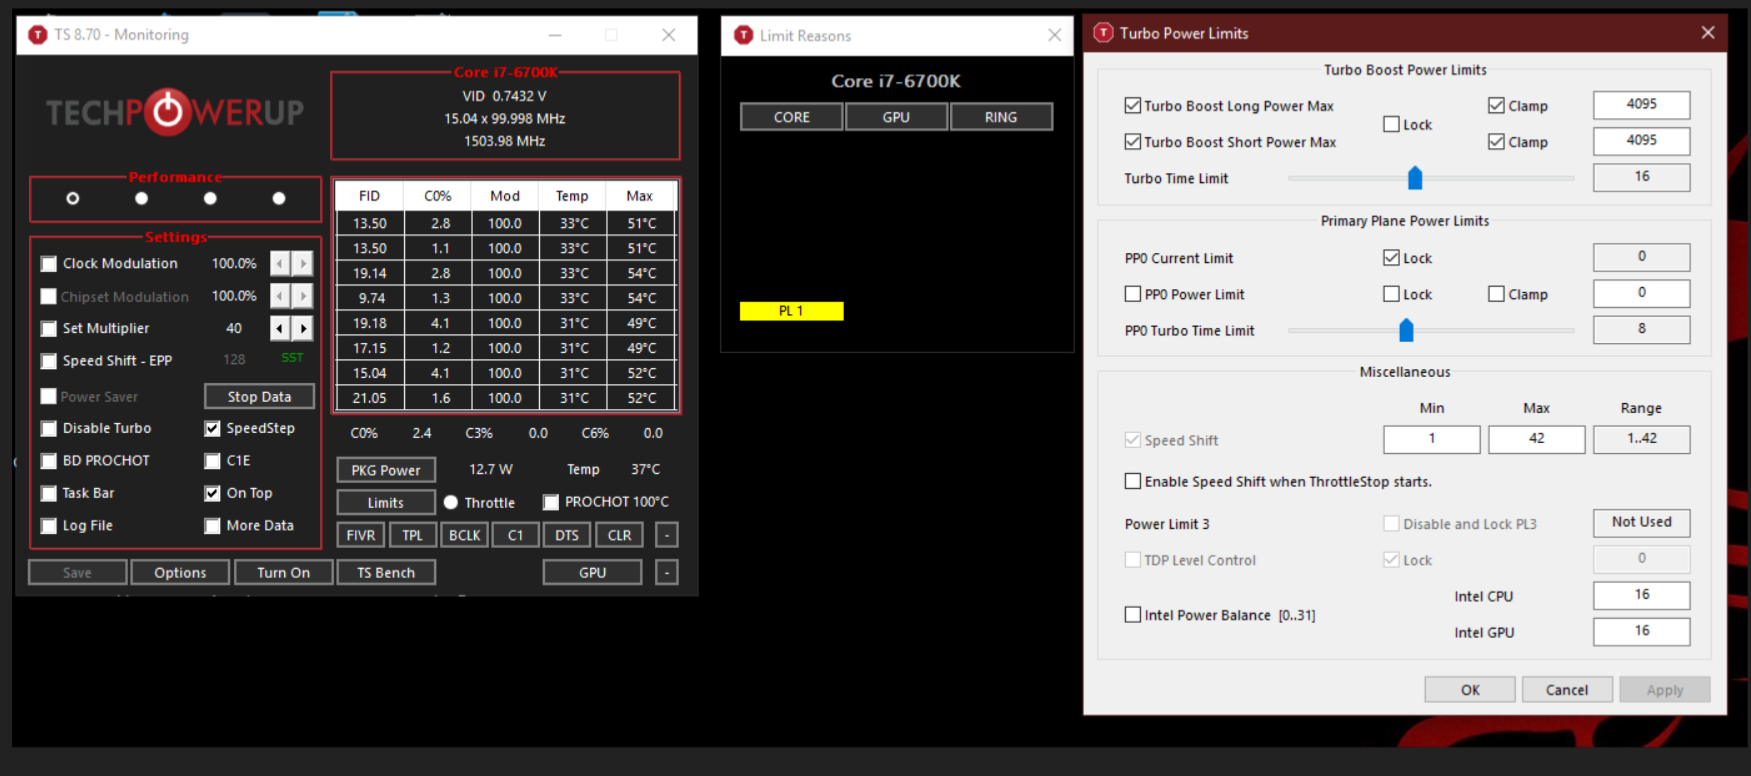 TS 8.70 - Monitoring
TECHPOWERUP
Core i7-6700K
VID 0.7432 V
15.04 x 99.998 MHz
1503.98 MHz
Performance
Settings
Clock Modulation 100.0%
Chipset Modulation 100.0%
Set Multiplier 40
Speed Shift - EPP 128 SST
Power Saver Stop Data
Disable Turbo SpeedStep
BD PROCHOT C1E
Task Bar On Top
Log File More Data
Save Options Turn On
FID C0% Mod Temp Max
13.50 2.8 100.0 33°C 51°C
13.50 1.1 100.0 33°C 51°C
19.14 2.8 100.0 33°C 54°C
9.74 1.3 100.0 33°C 54°C
19.18 4.1 100.0 31°C 49°C
17.15 1.2 100.0 31°C 49°C
15.04 4.1 100.0 31°C 52°C
21.05 1.6 100.0 31°C 52°C
C0% 2.4 C3% 0.0 C6% 0.0
PKG Power 12.7 W Temp 37°C
Limits Throttle PROCHOT 100°C
FIVR TPL BCLK C1 DTS CLR -
TS Bench GPU -
Limit Reasons
Core i7-6700K
CORE GPU RING
PL 1
Turbo Power Limits
Turbo Boost Power Limits
Turbo Boost Long Power Max Clamp 4095
Lock
Turbo Boost Short Power Max Clamp 4095
Turbo Time Limit 16
Primary Plane Power Limits
PP0 Current Limit Lock 0
PP0 Power Limit Lock Clamp 0
PP0 Turbo Time Limit 8
Miscellaneous
Min Max Range
Speed Shift 1 42 1..42
Enable Speed Shift when ThrottleStop starts.
Power Limit 3 Disable and Lock PL3 Not Used
TDP Level Control Lock 0
Intel CPU 16
Intel Power Balance [0..31]
Intel GPU 16
OK Cancel Apply